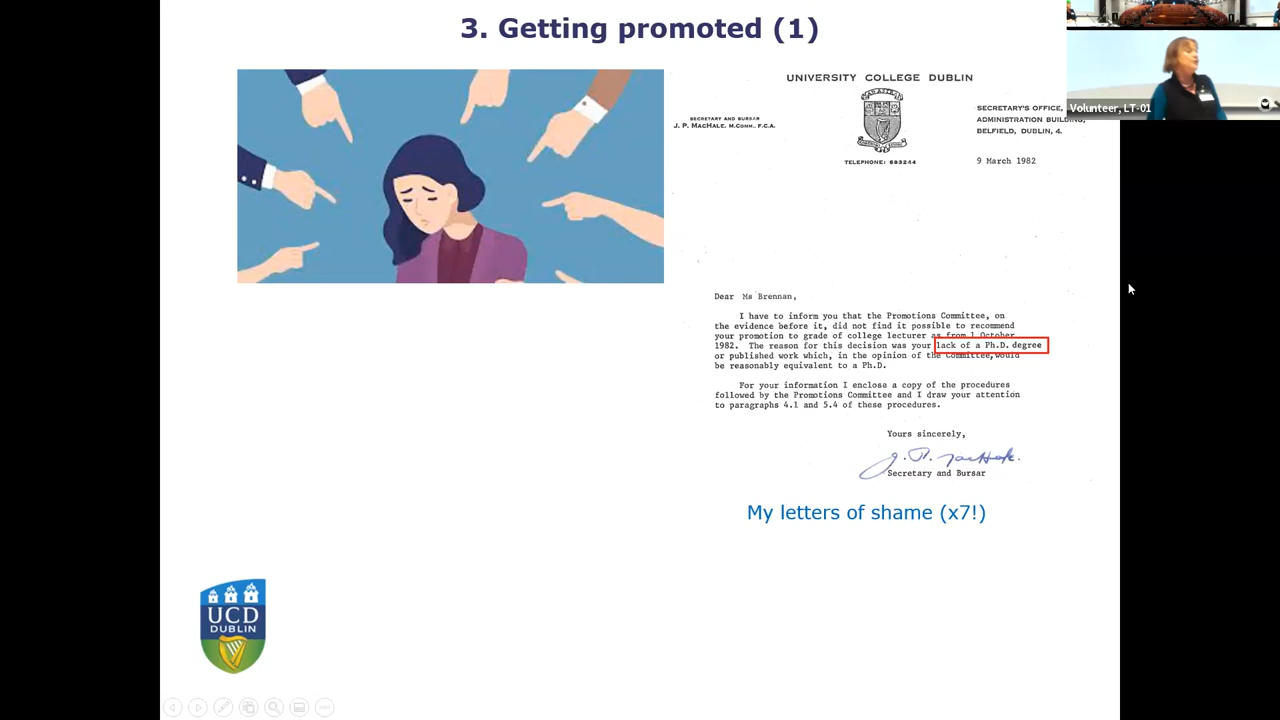 3. Getting promoted (1)
Volunteer, LT-01
UNIVERSITY COLLEGE DUBLIN
SECRETARY AND BURSAR
J. P. MACHALE, M.COMM., F.C.A.
SECRETARY'S OFFICE,
ADMINISTRATION BUILDING,
BELFIELD, DUBLIN, 4.
TELEPHONE: 693244
9 March 1982
Dear Ms Brennan,
I have to inform you that the Promotions Committee, on
the evidence before it, did not find it possible to recommend
your promotion to grade of college lecturer as from 1 October
1982. The reason for this decision was your lack of a Ph.D. degree
or published work which, in the opinion of the Committee, would
be reasonably equivalent to a Ph.D.
For your information I enclose a copy of the procedures
followed by the Promotions Committee and I draw your attention
to paragraphs 4.1 and 5.4 of these procedures.
Yours sincerely,
J. P. MacHale.
Secretary and Bursar
My letters of shame (x7!)
UCD
DUBLIN